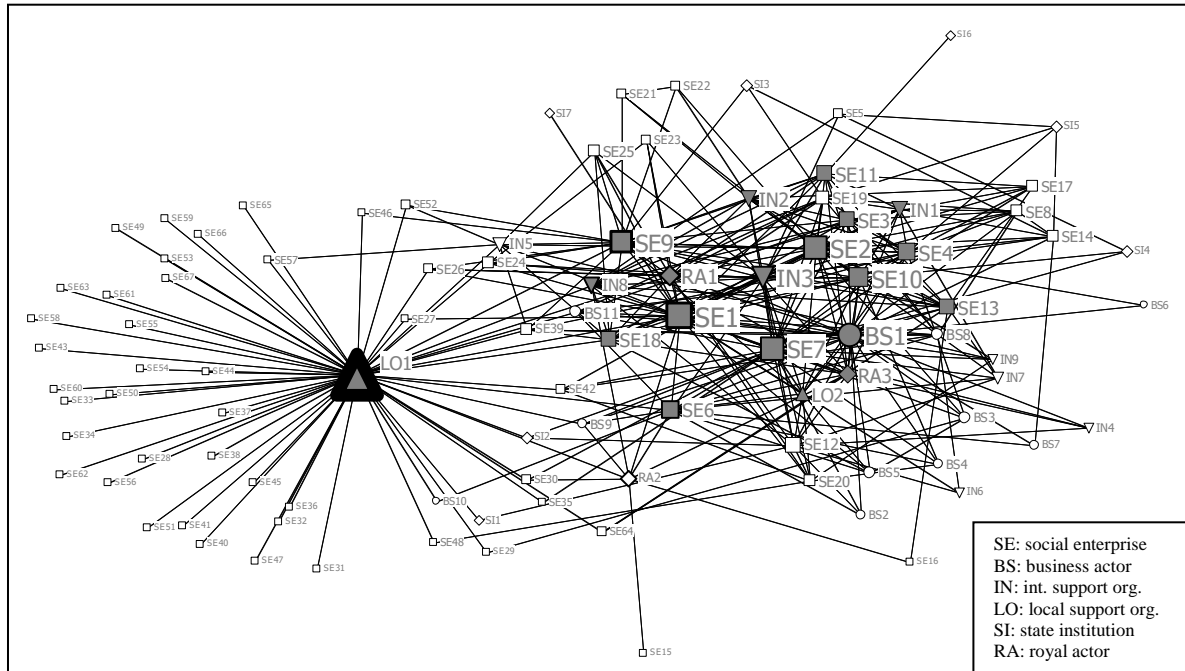 SI6
SE22
SI3
SE21
SI7
SE5
SI5
SE23
SE25
SE11
SE17
SE65
SE52
IN2
SE19
SE46
IN1
SE8
SE59
SE3
SE49
SE66
SE14
IN5
SE9
SE2
SE4
SI4
SE53
SE57
SE24
SE26
RA1
IN3
SE10
SE67
IN8
SE63
SE61
BS6
SE13
BS11
SE1
SE58
SE27
SE55
SE39
SE18
BS1
BS8
SE43
SE7
LO1
IN9
SE54
SE44
RA3
IN7
SE60
SE50
SE42
LO2
SE33
SE37
SE6
BS3
BS9
IN4
SE34
SI2
SE12
BS7
SE28
SE38
BS4
SE62
SE56
SE45
SE30
RA2
BS5
SE20
IN6
SE36
BS10
SE35
BS2
SE51
SE41
SE32
SI1
SE64
SE40
SE48
SE29
SE47
SE31
SE16
SE15
SE: social enterprise
BS: business actor
IN: int. support org.
LO: local support org.
SI: state institution
RA: royal actor